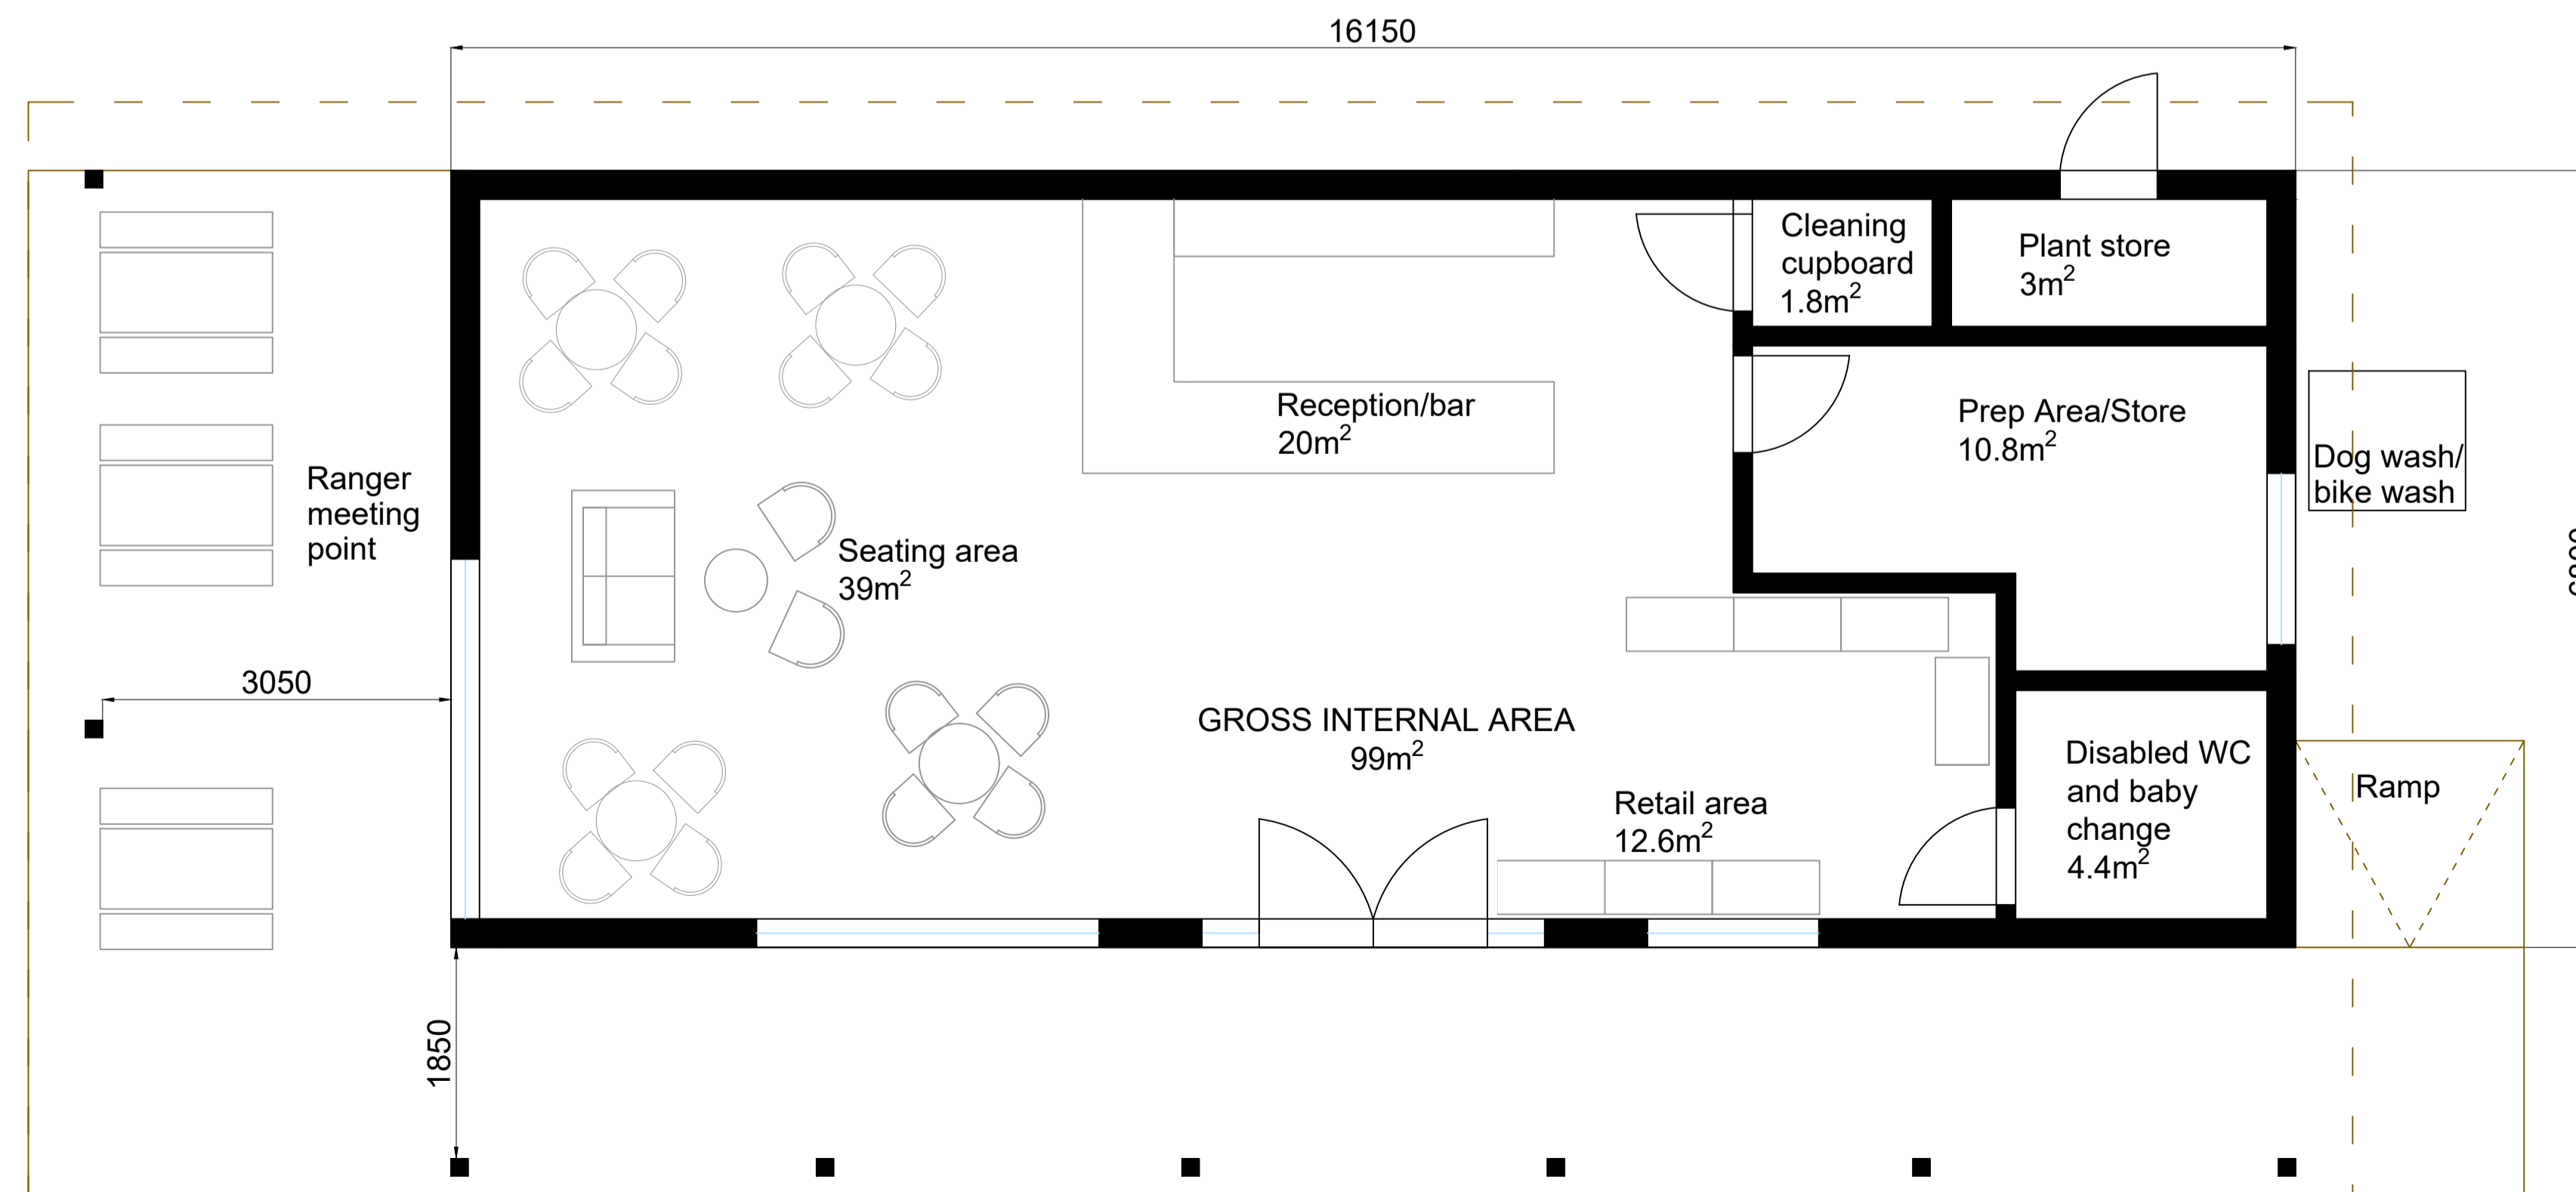 16150
Cleaning
cupboard
1.8m²
Plant store
3m²
Reception/bar
20m²
Prep Area/Store
10.8m²
Dog wash/
bike wash
Ranger
meeting
point
Seating area
39m²
3050
GROSS INTERNAL AREA
99m²
Retail area
12.6m²
Disabled WC
and baby
change
4.4m²
Ramp
1850